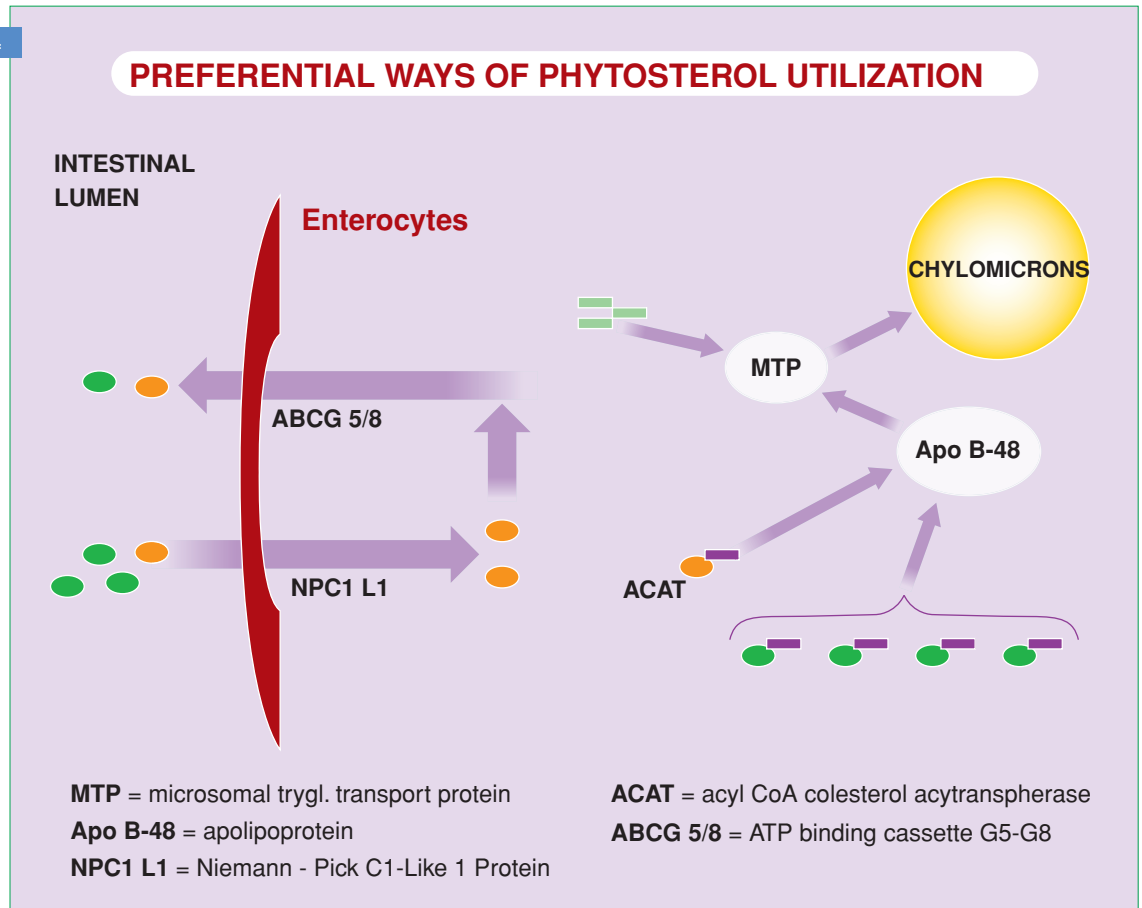 PREFERENTIAL WAYS OF PHYTOSTEROL UTILIZATION
INTESTINAL
LUMEN
Enterocytes
CHYLOMICRONS
MTP
ABCG 5/8
Apo B-48
NPC1 L1
ACAT
MTP = microsomal trygl. transport protein
Apo B-48 = apolipoprotein
NPC1 L1 = Niemann - Pick C1-Like 1 Protein
ACAT = acyl CoA colesterol acytranspherase
ABCG 5/8 = ATP binding cassette G5-G8